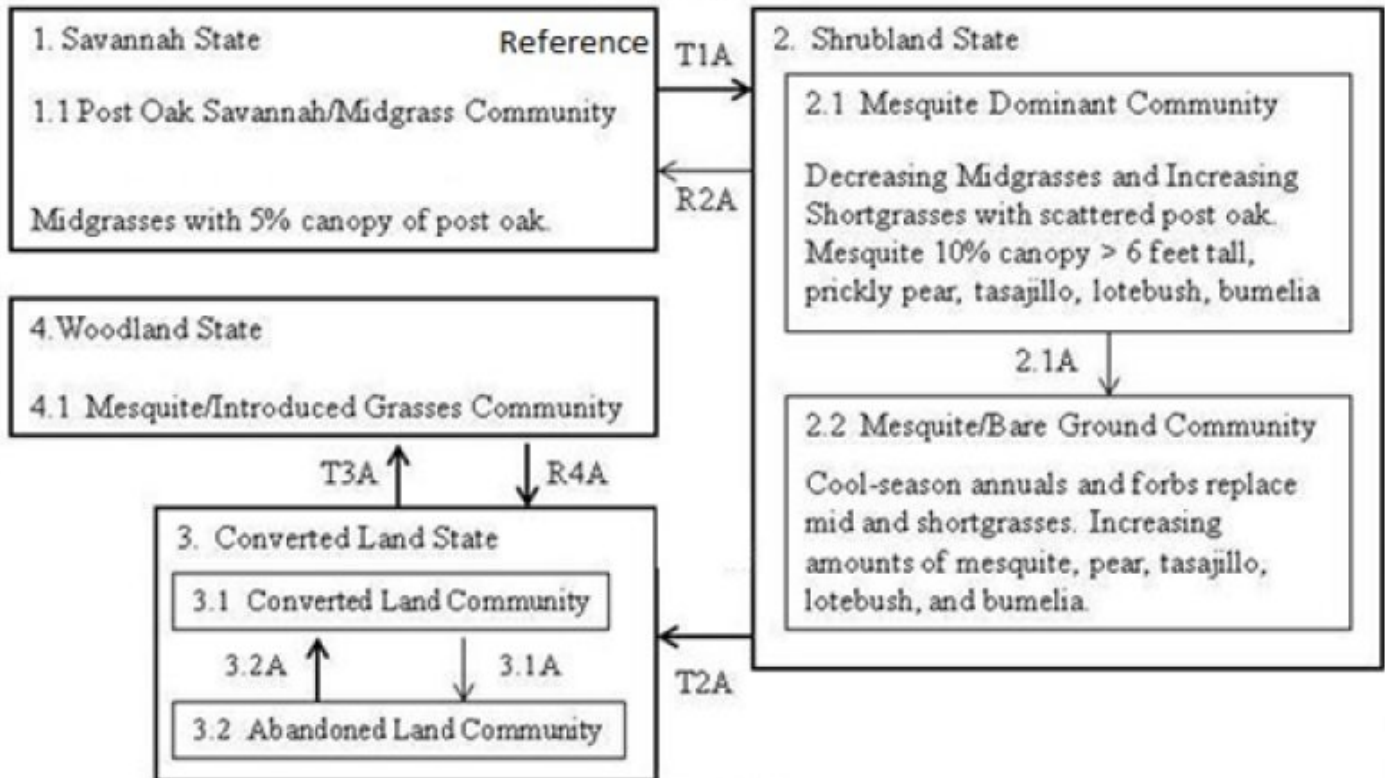 1. Savannah State
Reference
1.1 Post Oak Savannah/Midgrass Community
Midgrasses with 5% canopy of post oak.
T1A
R2A
2. Shrubland State
2.1 Mesquite Dominant Community
Decreasing Midgrasses and Increasing
Shortgrasses with scattered post oak.
Mesquite 10% canopy > 6 feet tall,
prickly pear, tasajillo, lotebush, bumelia
2.1A
2.2 Mesquite/Bare Ground Community
Cool-season annuals and forbs replace
mid and shortgrasses. Increasing
amounts of mesquite, pear, tasajillo,
lotebush, and bumelia.
4.Woodland State
4.1 Mesquite/Introduced Grasses Community
T3A
R4A
3. Converted Land State
3.1 Converted Land Community
3.2A
3.1A
3.2 Abandoned Land Community
T2A